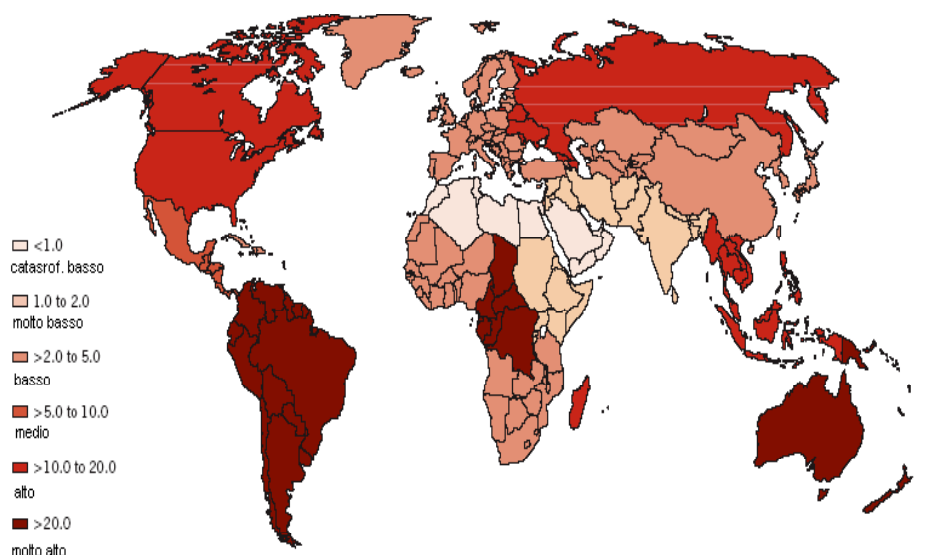 <1.0
catasrof. basso
1.0 to 2.0
molto basso
>2.0 to 5.0
basso
>5.0 to 10.0
medio
>10.0 to 20.0
alto
>20.0
molto alto